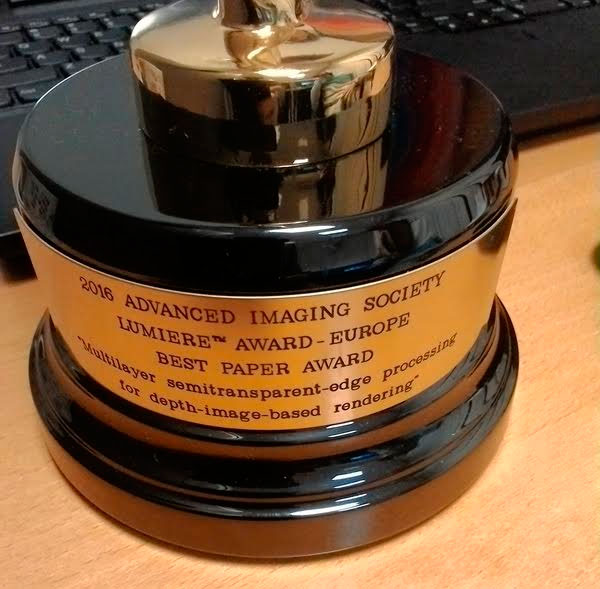 2016 ADVANCED IMAGING SOCIETY
LUMIERE™ AWARD-EUROPE
BEST PAPER AWARD
"Multilayer semitransparent-edge processing
for depth-image-based rendering"